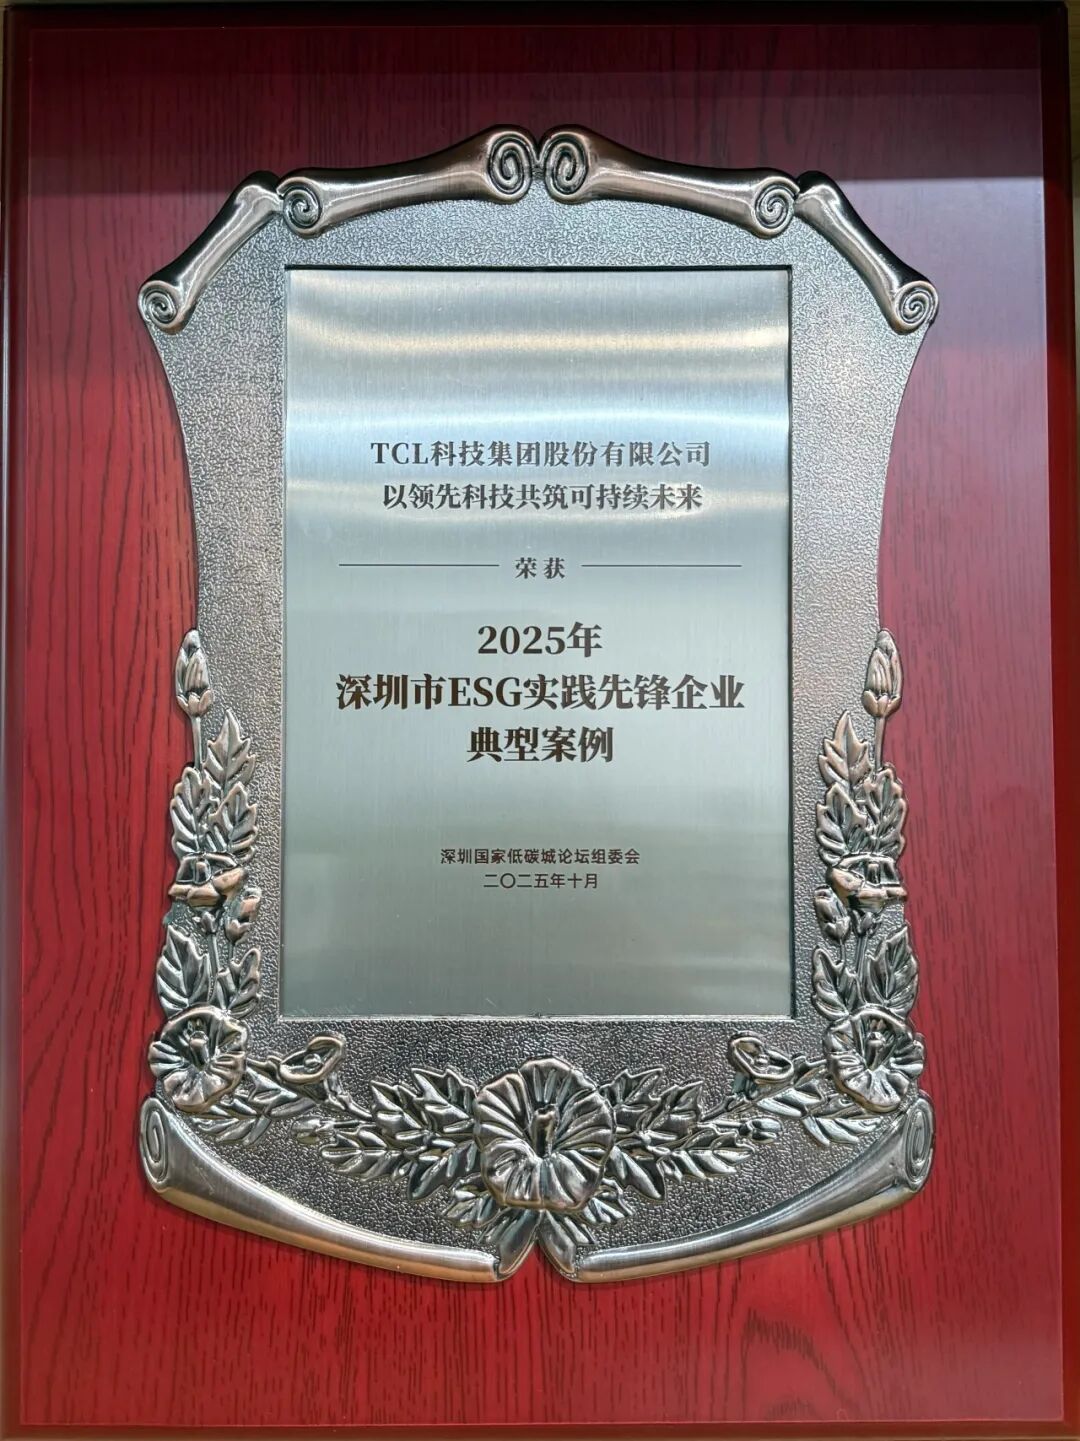 TCL科技集团股份有限公司
以领先科技共筑可持续未来
荣获
2025年
深圳市ESG实践先锋企业
典型案例
深圳国家低碳城论坛组委会
二〇二五年十月